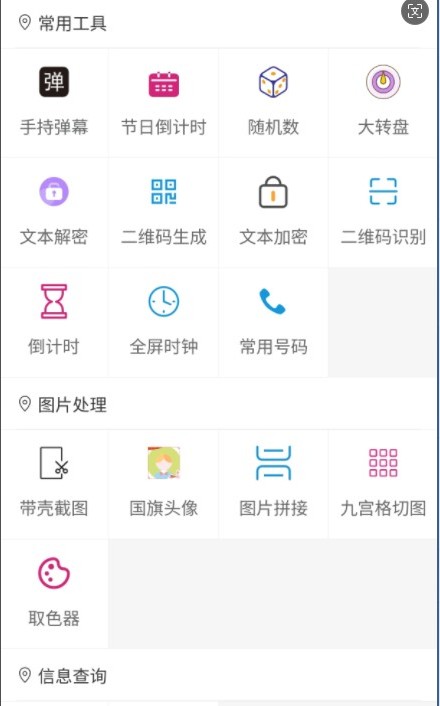 常用工具
弹
手持弹幕 节日倒计时 随机数 大转盘
文本解密 二维码生成 文本加密 二维码识别
倒计时 全屏时钟 常用号码
图片处理
带壳截图 国旗头像 图片拼接 九宫格切图
取色器
信息查询